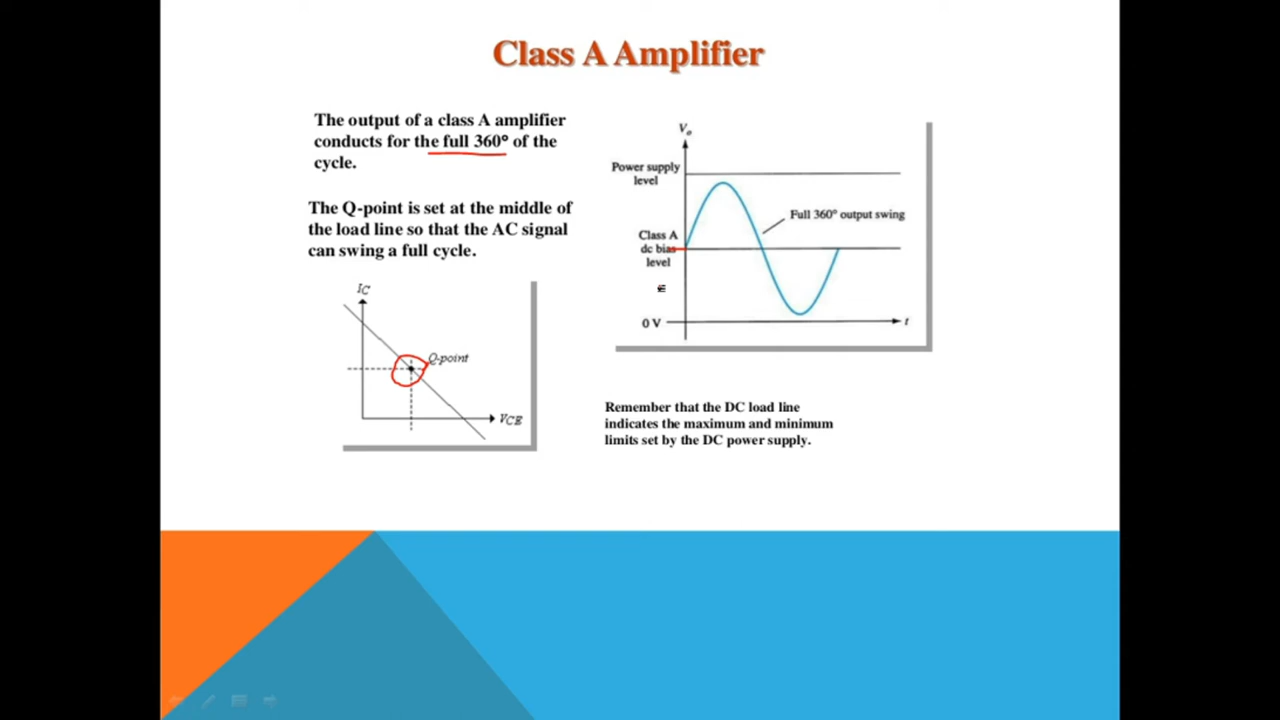 Class A Amplifier
The output of a class A amplifier
conducts for the full 360° of the
cycle.
The Q-point is set at the middle of
the load line so that the AC signal
can swing a full cycle.
IC
Q-point
VCE
Vo
Power supply
level
Full 360° output swing
Class A
dc bias
level
0 V
t
Remember that the DC load line
indicates the maximum and minimum
limits set by the DC power supply.